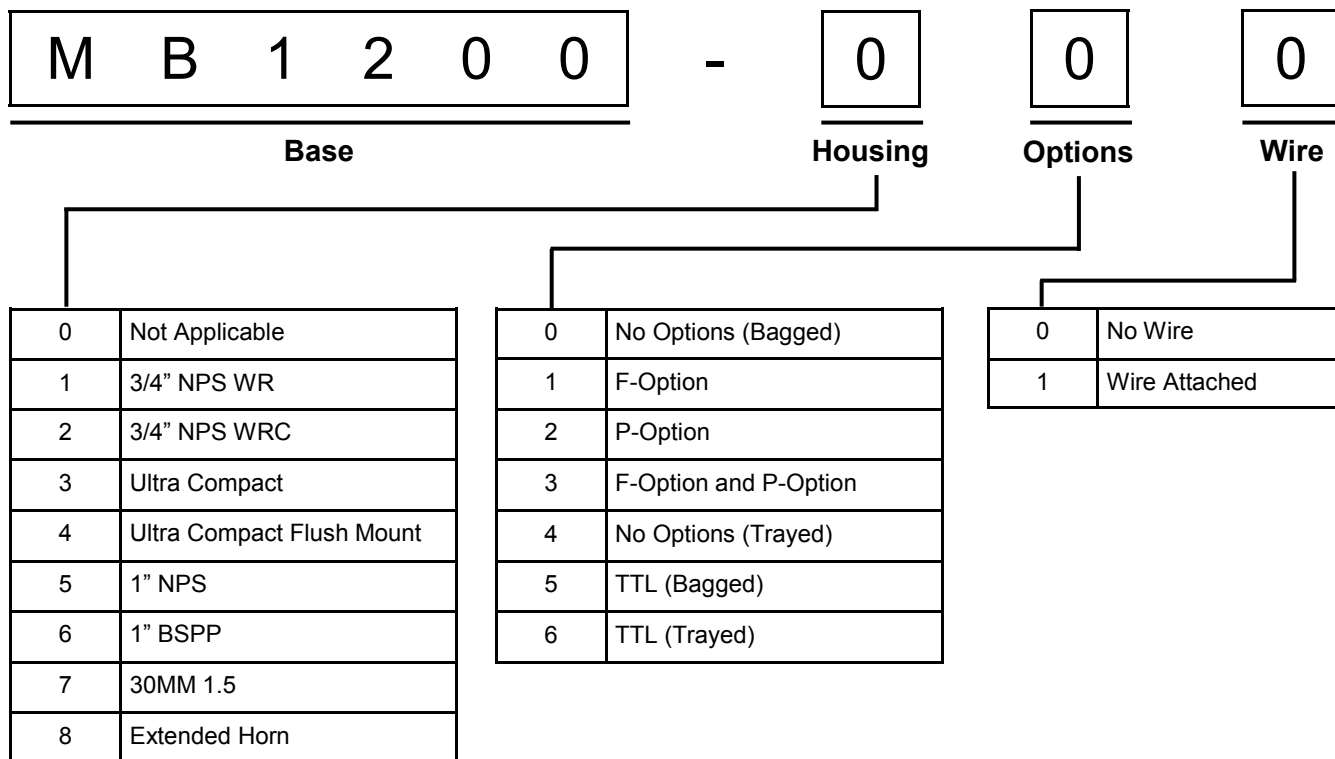 M B 1 2 0 0 - 0 0 0
Base Housing Options Wire
0 Not Applicable
1 3/4” NPS WR
2 3/4” NPS WRC
3 Ultra Compact
4 Ultra Compact Flush Mount
5 1” NPS
6 1” BSPP
7 30MM 1.5
8 Extended Horn
0 No Options (Bagged)
1 F-Option
2 P-Option
3 F-Option and P-Option
4 No Options (Trayed)
5 TTL (Bagged)
6 TTL (Trayed)
0 No Wire
1 Wire Attached